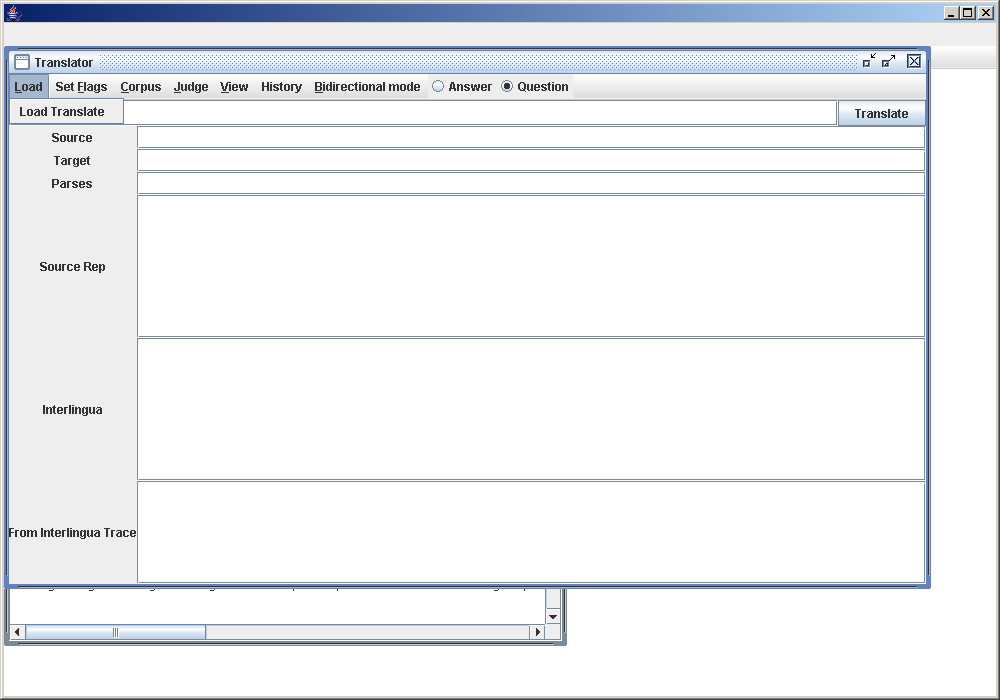 Translator
Load Set Flags Corpus Judge View History Bidirectional mode Answer Question
Load Translate Translate
Source
Target
Parses
Source Rep
Interlingua
From Interlingua Trace